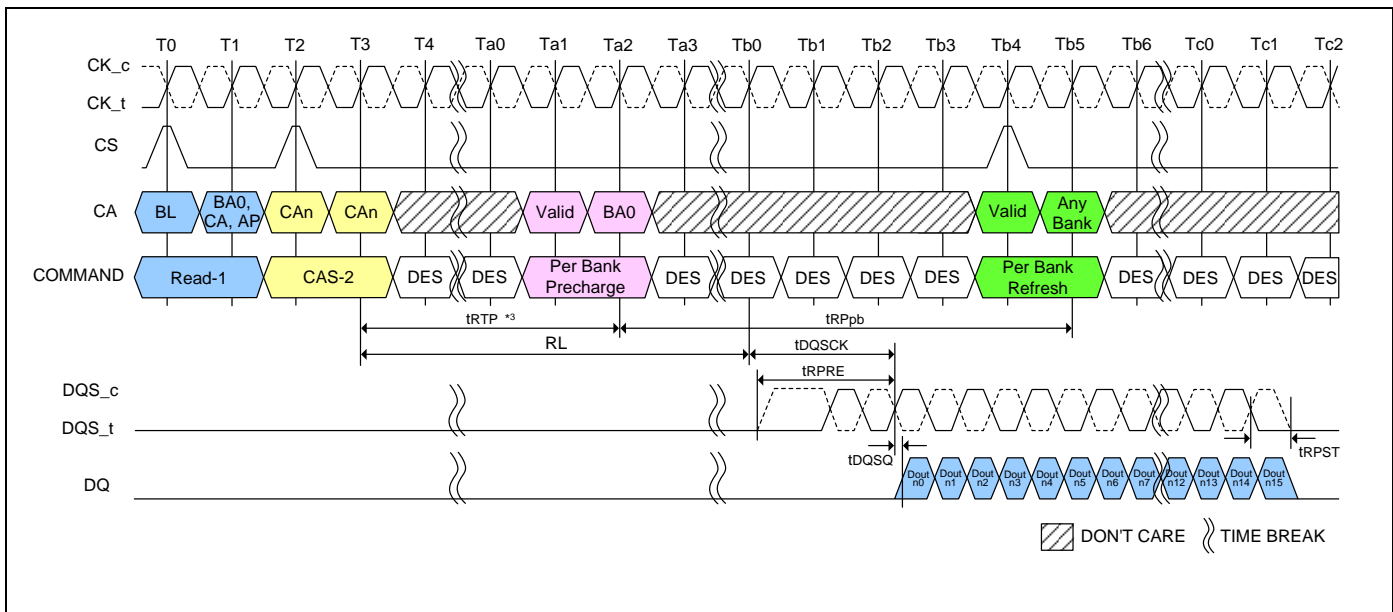 T0 T1 T2 T3 T4 Ta0 Ta1 Ta2 Ta3 Tb0 Tb1 Tb2 Tb3 Tb4 Tb5 Tb6 Tc0 Tc1 Tc2
CK_c
CK_t
CS
CA BL BA0, CA, AP CAn CAn Valid BA0 Valid Any Bank
COMMAND Read-1 CAS-2 DES DES Per Bank Precharge DES DES DES DES DES Per Bank Refresh DES DES DES DES
tRTP *3 tRPpb
RL tDQSCK
tRPRE
DQS_c
DQS_t
tDQSQ tRPST
DQ Dout n0 Dout n1 Dout n2 Dout n3 Dout n4 Dout n5 Dout n6 Dout n7 Dout n12 Dout n13 Dout n14 Dout n15
DON'T CARE TIME BREAK